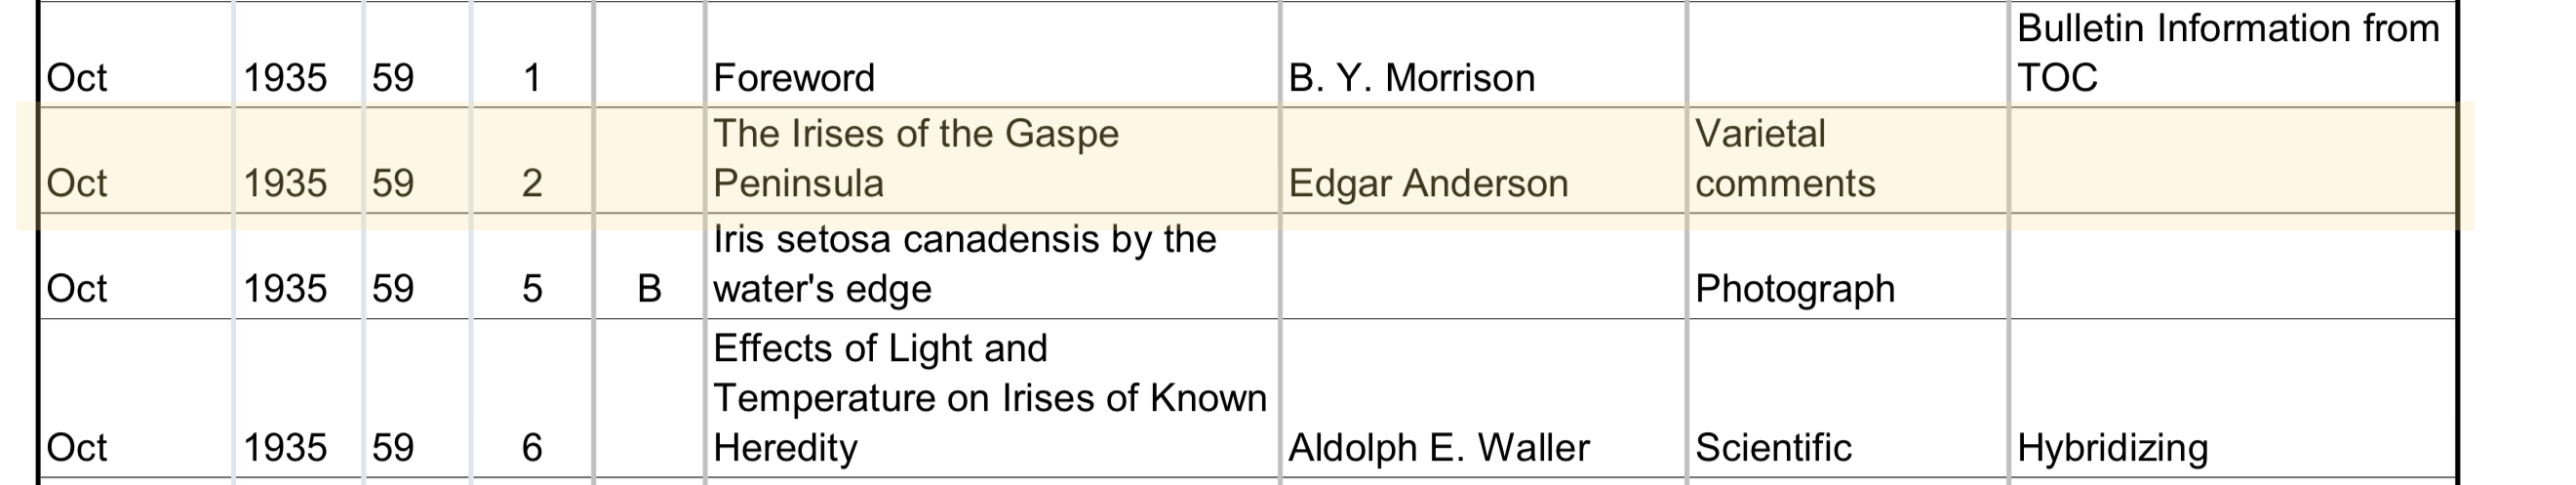 Bulletin Information from
Oct 1935 59 1 Foreword B. Y. Morrison TOC
The Irises of the Gaspe Varietal
Oct 1935 59 2 Peninsula Edgar Anderson comments
Iris setosa canadensis by the
Oct 1935 59 5 B water's edge Photograph
Effects of Light and
Temperature on Irises of Known
Oct 1935 59 6 Heredity Aldolph E. Waller Scientific Hybridizing